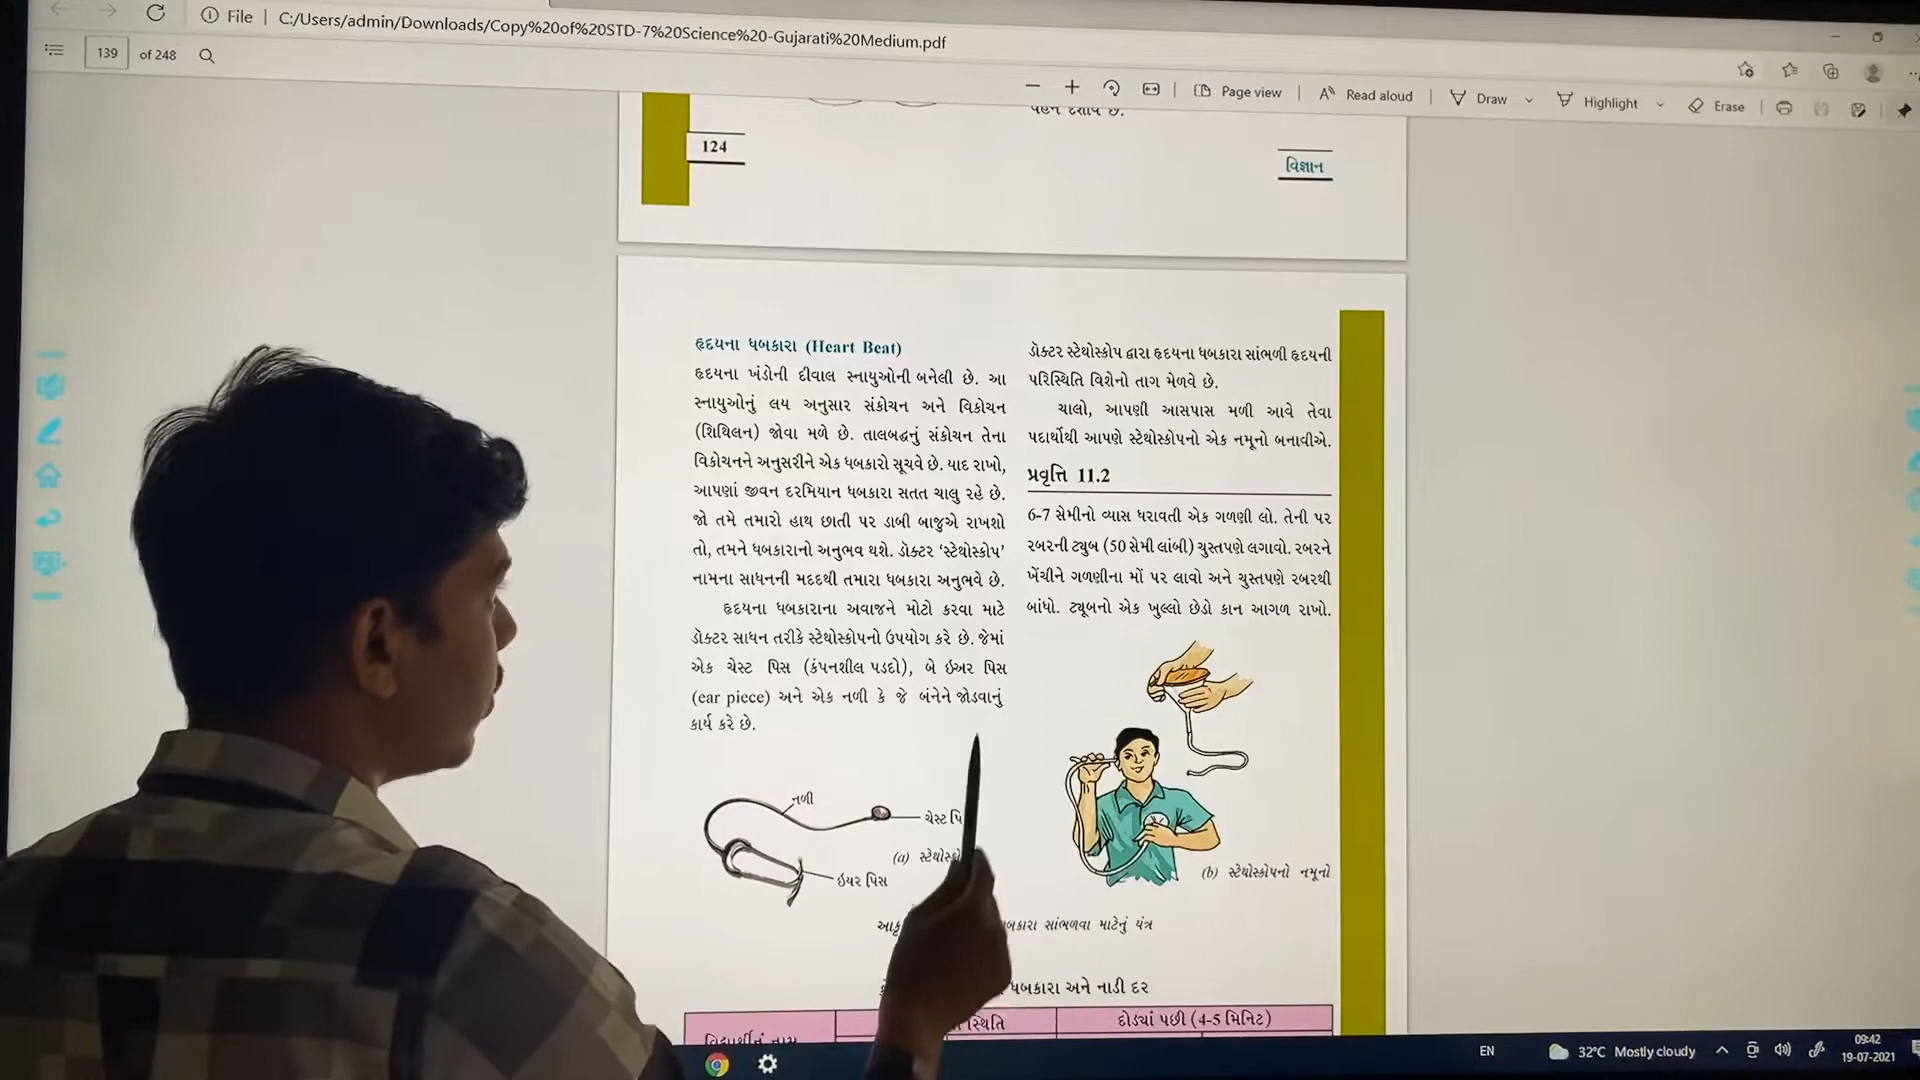 File | C:/Users/admin/Downloads/Copy%20of%20STD-7%20Science%20-Gujarati%20Medium.pdf
139 of 248
Page view Read aloud Draw Highlight Erase
124
વિજ્ઞાન
હૃદયના ધબકારા (Heart Beat)
હૃદયના ખંડોની દીવાલ સ્નાયુઓની બનેલી છે. આ
સ્નાયુઓનું લય અનુસાર સંકોચન અને વિકોચન
(શિથિલન) જોવા મળે છે. તાલબદ્ધનું સંકોચન તેના
વિકોચનને અનુસરીને એક ધબકારો સૂચવે છે. યાદ રાખો,
આપણાં જીવન દરમિયાન ધબકારા સતત ચાલુ રહે છે.
જો તમે તમારો હાથ છાતી પર ડાબી બાજુએ રાખશો
તો, તમને ધબકારાનો અનુભવ થશે. ડૉક્ટર 'સ્ટેથોસ્કોપ'
નામના સાધનની મદદથી તમારા ધબકારા અનુભવે છે.
હૃદયના ધબકારાના અવાજને મોટો કરવા માટે
ડૉક્ટર સાધન તરીકે સ્ટેથોસ્કોપનો ઉપયોગ કરે છે. જેમાં
એક ચેસ્ટ પિસ (કંપનશીલ પડદો), બે ઇઅર પિસ
(ear piece) અને એક નળી કે જે બંનેને જોડવાનું
કાર્ય કરે છે.
ડૉક્ટર સ્ટેથોસ્કોપ દ્વારા હૃદયના ધબકારા સાંભળી હૃદયની
પરિસ્થિતિ વિશેનો તાગ મેળવે છે.
ચાલો, આપણી આસપાસ મળી આવે તેવા
પદાર્થોથી આપણે સ્ટેથોસ્કોપનો એક નમૂનો બનાવીએ.
પ્રવૃત્તિ 11.2
6-7 સેમીનો વ્યાસ ધરાવતી એક ગળણી લો. તેની પર
રબરની ટ્યુબ (50 સેમી લાંબી) ચુસ્તપણે લગાવો. રબરને
ખેંચીને ગળણીના મોં પર લાવો અને ચુસ્તપણે રબરથી
બાંધો. ટ્યૂબનો એક ખુલ્લો છેડો કાન આગળ રાખો.
નળી
ચેસ્ટ
(a)
ઇયર પિસ
(b) સ્ટેથોસ્કોપનો નમૂનો
સાંભળવા માટેનું યંત્ર
ધબકારા અને નાડી દર
દોડ્યાં પછી (4-5 મિનિટ)
EN 32°C Mostly cloudy 09:42
19-07-2021